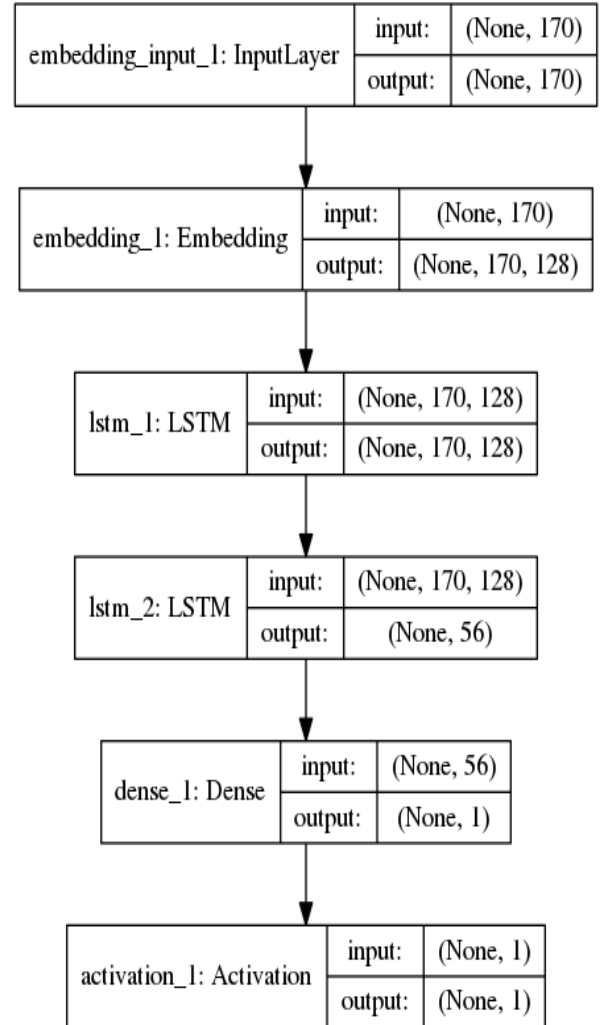 embedding_input_1: InputLayer
input: (None, 170)
output: (None, 170)
embedding_1: Embedding
input: (None, 170)
output: (None, 170, 128)
lstm_1: LSTM
input: (None, 170, 128)
output: (None, 170, 128)
lstm_2: LSTM
input: (None, 170, 128)
output: (None, 56)
dense_1: Dense
input: (None, 56)
output: (None, 1)
activation_1: Activation
input: (None, 1)
output: (None, 1)